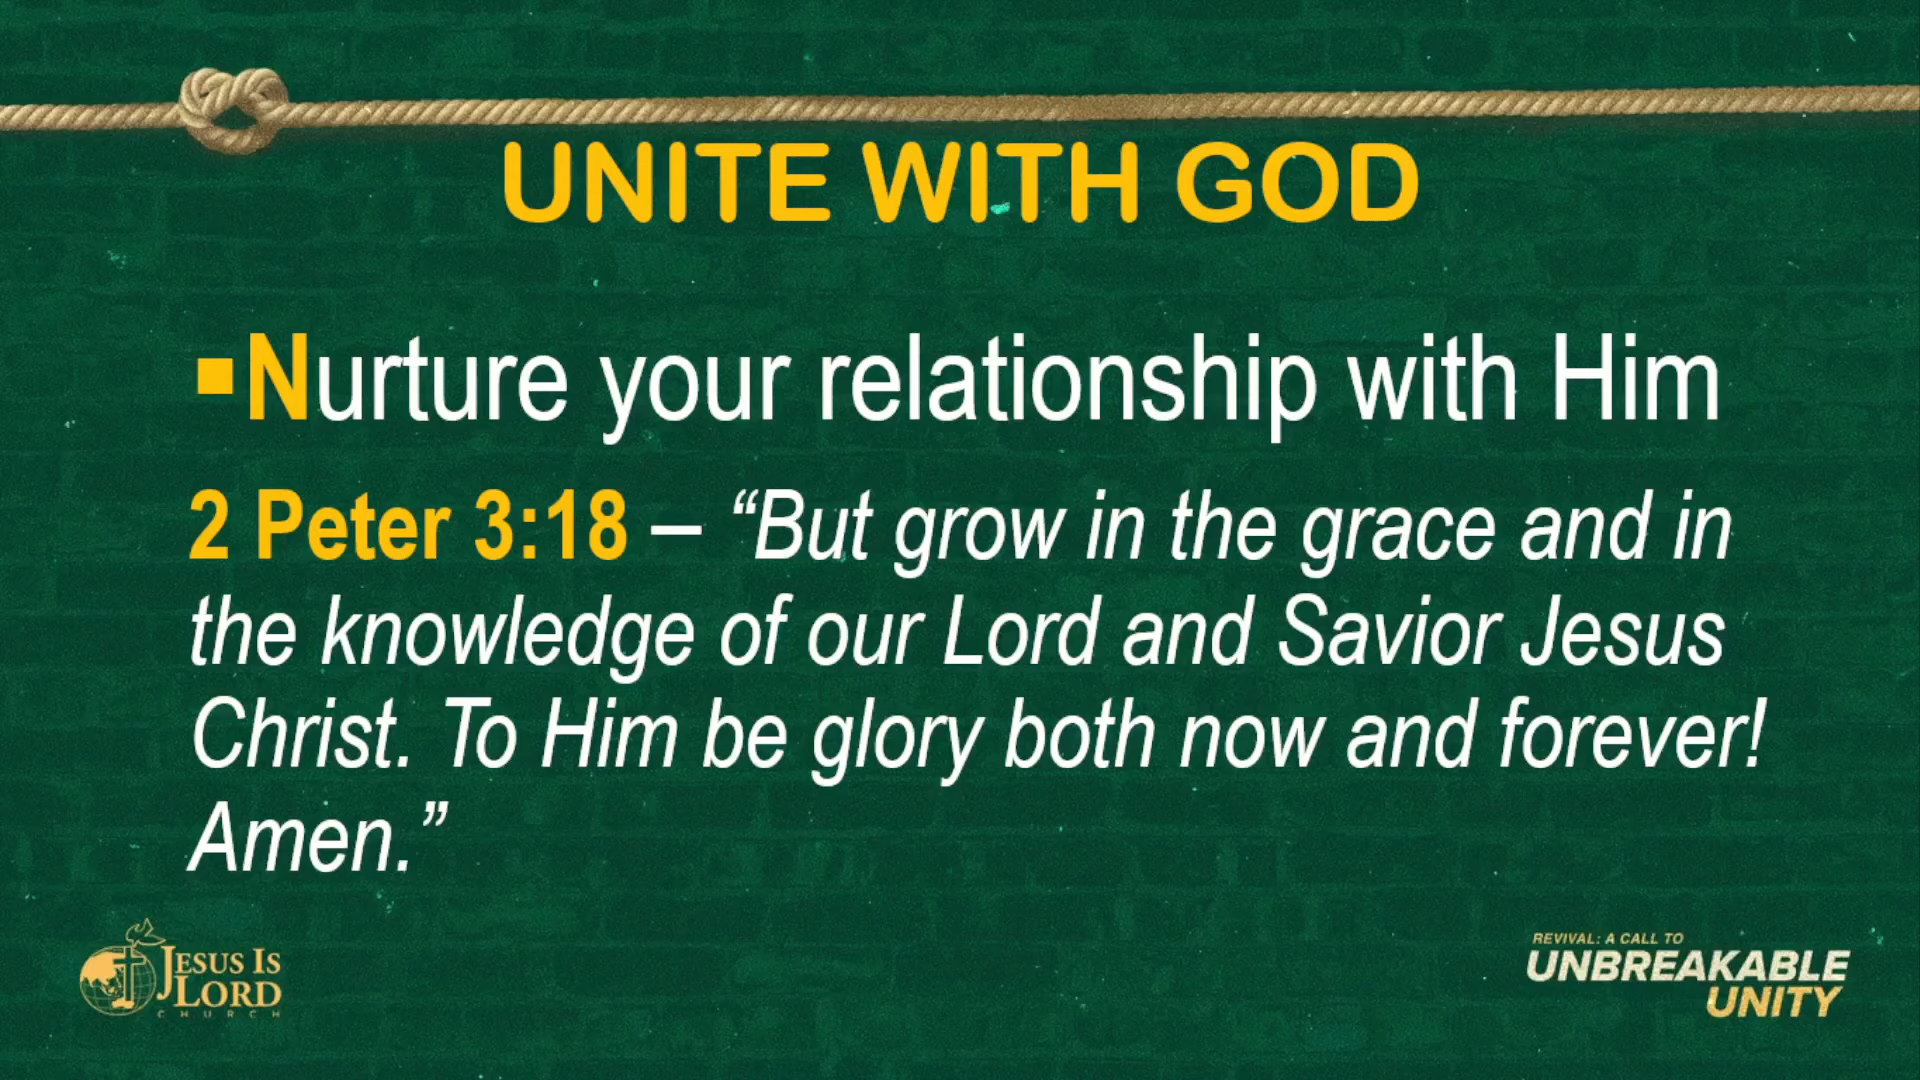 UNITE WITH GOD
▪Nurture your relationship with Him
2 Peter 3:18 – “But grow in the grace and in
the knowledge of our Lord and Savior Jesus
Christ. To Him be glory both now and forever!
Amen.”
JESUS IS
LORD
CHURCH
REVIVAL: A CALL TO
UNBREAKABLE
UNITY